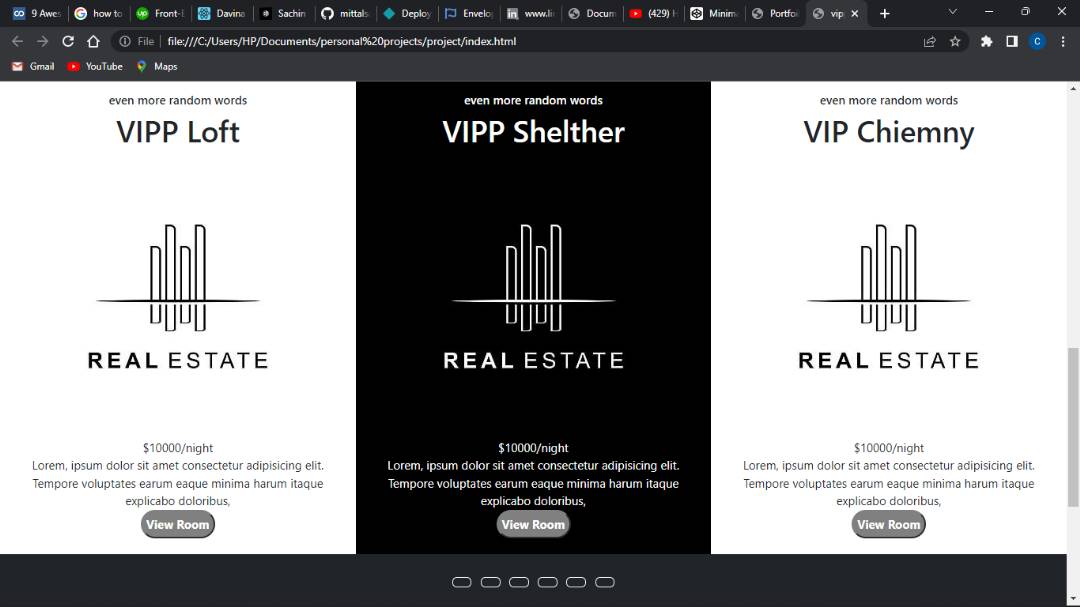 9 Awes
how to
Front-E
Davina
Sachin
mittals
Deploy
Envelop
www.li
Docum
(429) H
Minim
Portfo
vip
File
file:///C:/Users/HP/Documents/personal%20projects/project/index.html
C
Gmail
YouTube
Maps
even more random words
VIPP Loft
REAL ESTATE
$10000/night
Lorem, ipsum dolor sit amet consectetur adipisicing elit.
Tempore voluptates earum eaque minima harum itaque
explicabo doloribus,
View Room
even more random words
VIPP Shelther
REAL ESTATE
$10000/night
Lorem, ipsum dolor sit amet consectetur adipisicing elit.
Tempore voluptates earum eaque minima harum itaque
explicabo doloribus,
View Room
even more random words
VIP Chiemny
REAL ESTATE
$10000/night
Lorem, ipsum dolor sit amet consectetur adipisicing elit.
Tempore voluptates earum eaque minima harum itaque
explicabo doloribus,
View Room